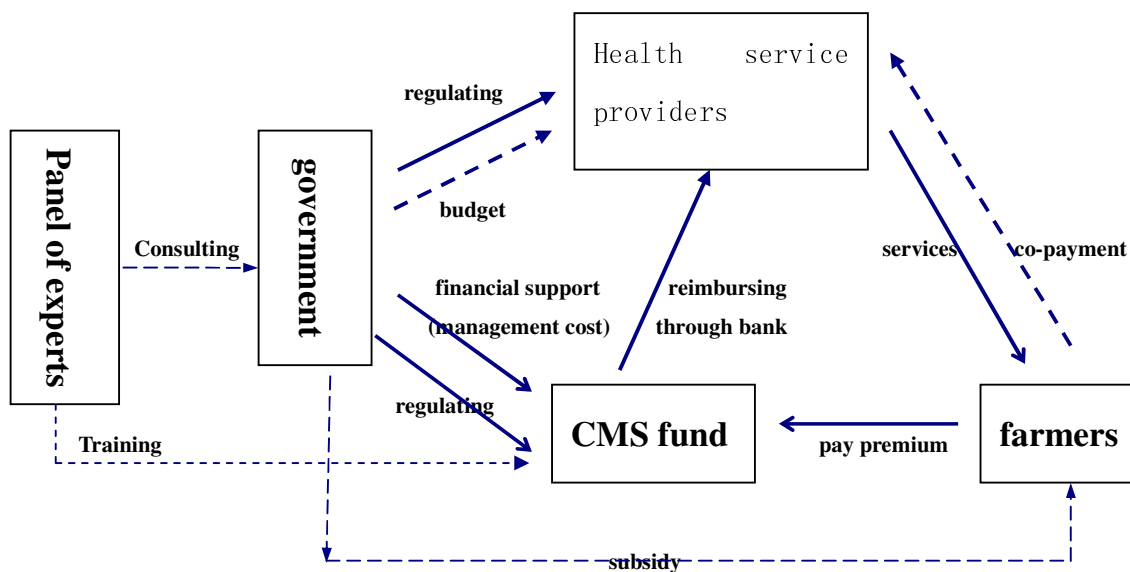 Health service
providers
regulating
budget
Panel of experts
Consulting
government
services
co-payment
financial support
(management cost)
reimbursing
through bank
regulating
CMS fund
pay premium
farmers
Training
subsidy